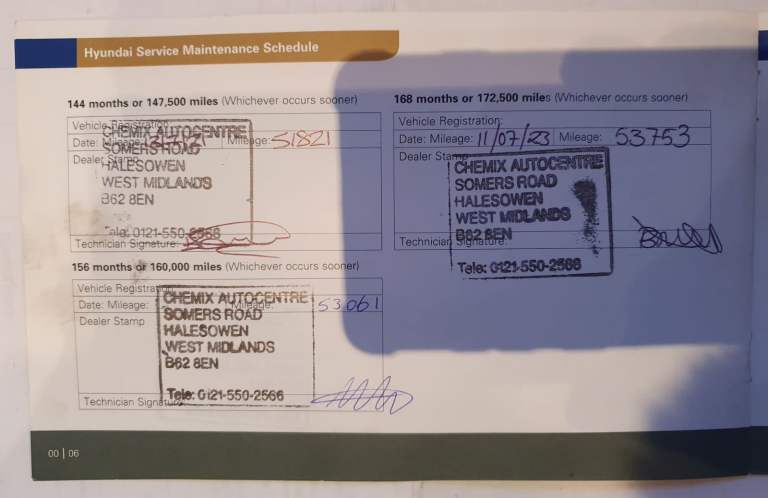 Hyundai Service Maintenance Schedule
144 months or 147,500 miles (Whichever occurs sooner)
Vehicle Registration:
Date: Mileage: Mileage: 51821
Dealer Stamp
CHEMIX AUTOCENTRE
SOMERS ROAD
HALESOWEN
WEST MIDLANDS
B62 8EN
Tele: 0121-550-2566
Technician Signature:
156 months or 160,000 miles (Whichever occurs sooner)
Vehicle Registration
Date: Mileage: Mileage: 53061
Dealer Stamp
CHEMIX AUTOCENTRE
SOMERS ROAD
HALESOWEN
WEST MIDLANDS
B62 8EN
Tele: 0121-550-2566
Technician Signature
168 months or 172,500 miles (Whichever occurs sooner)
Vehicle Registration:
Date: Mileage: 11/07/23 Mileage: 53753
Dealer Stamp
CHEMIX AUTOCENTRE
SOMERS ROAD
HALESOWEN
WEST MIDLANDS
B62 8EN
Tele: 0121-550-2566
Technician Signature:
00 | 06